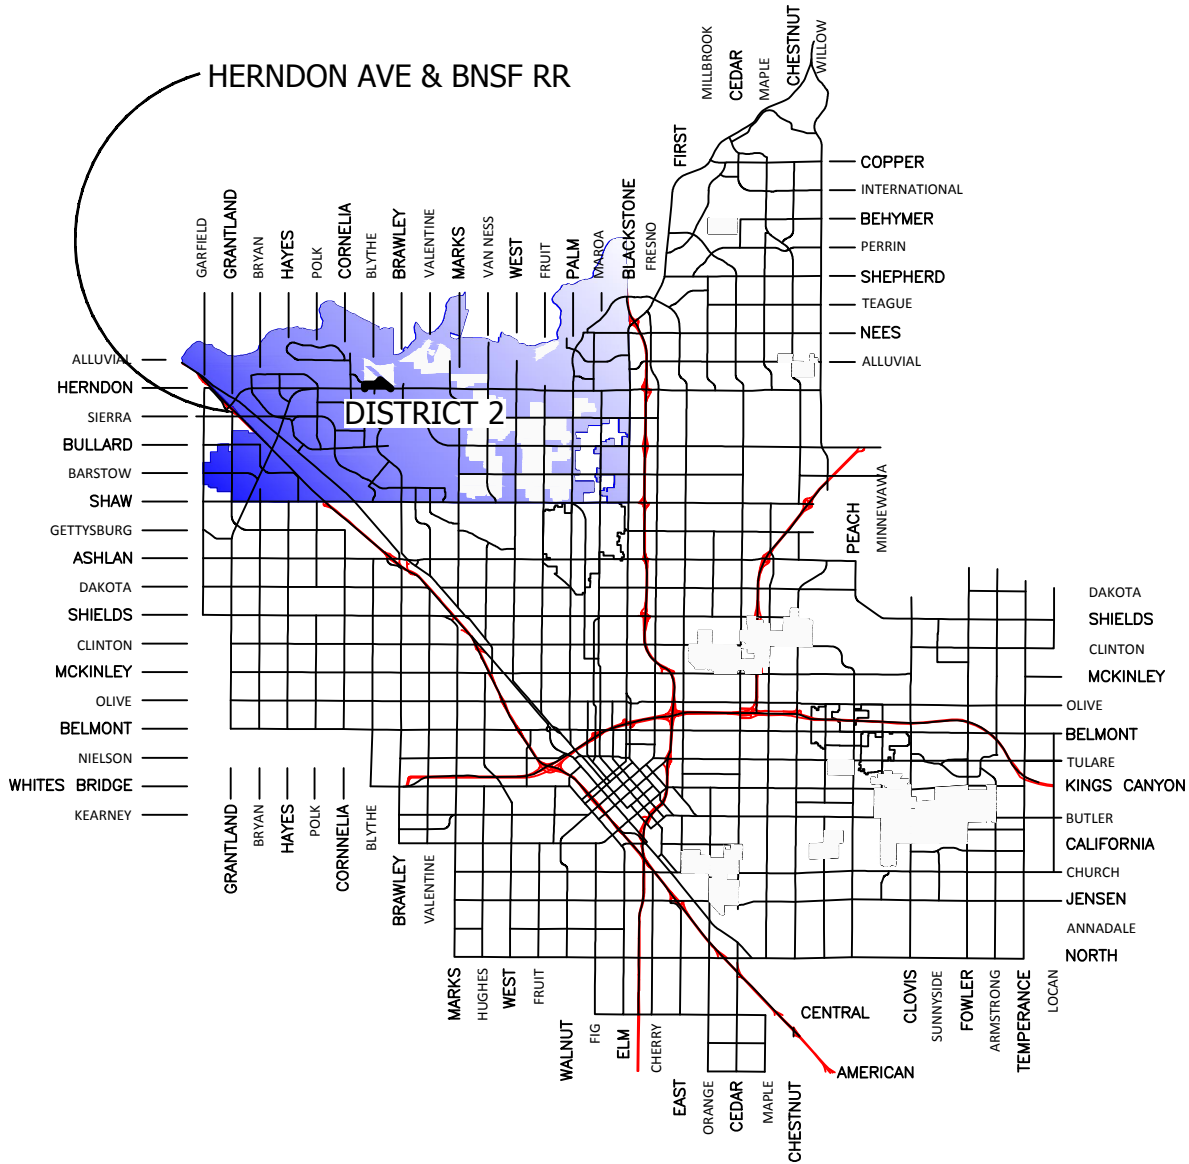 HERNDON AVE & BNSF RR
MILLBROOK
CEDAR
MAPLE
CHESTNUT
WILLOW
FIRST
COPPER
INTERNATIONAL
BEHYMER
PERRIN
SHEPHERD
TEAGUE
NEES
ALLUVIAL
GARFIELD
GRANTLAND
BRYAN
HAYES
POLK
CORNELIA
BLYTHE
BRAWLEY
VALENTINE
MARKS
VAN NESS
WEST
FRUIT
PALM
MAROA
BLACKSTONE
FRESNO
ALLUVIAL
HERNDON
SIERRA
BULLARD
BARSTOW
SHAW
GETTYSBURG
ASHLAN
DAKOTA
SHIELDS
CLINTON
MCKINLEY
OLIVE
BELMONT
NIELSON
WHITES BRIDGE
KEARNEY
DISTRICT 2
PEACH
MINNEWAWA
DAKOTA
SHIELDS
CLINTON
MCKINLEY
OLIVE
BELMONT
TULARE
KINGS CANYON
BUTLER
CALIFORNIA
CHURCH
JENSEN
ANNADALE
NORTH
GRANTLAND
BRYAN
HAYES
POLK
CORNNELIA
BLYTHE
BRAWLEY
VALENTINE
MARKS
HUGHES
WEST
FRUIT
WALNUT
FIG
ELM
CHERRY
EAST
ORANGE
CEDAR
MAPLE
CHESTNUT
CENTRAL
AMERICAN
CLOVIS
SUNNYSIDE
FOWLER
ARMSTRONG
TEMPERANCE
LOCAN